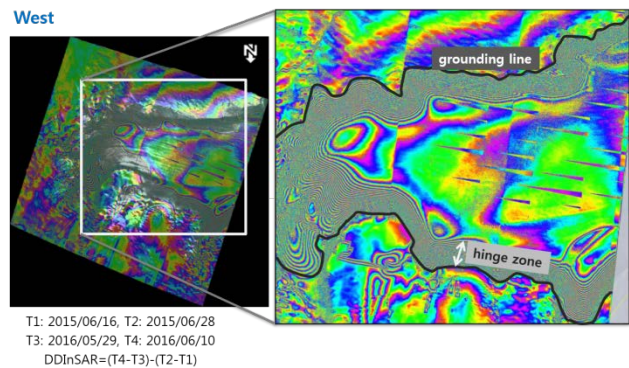 West
N
grounding line
hinge zone
T1: 2015/06/16, T2: 2015/06/28
T3: 2016/05/29, T4: 2016/06/10
DDInSAR=(T4-T3)-(T2-T1)